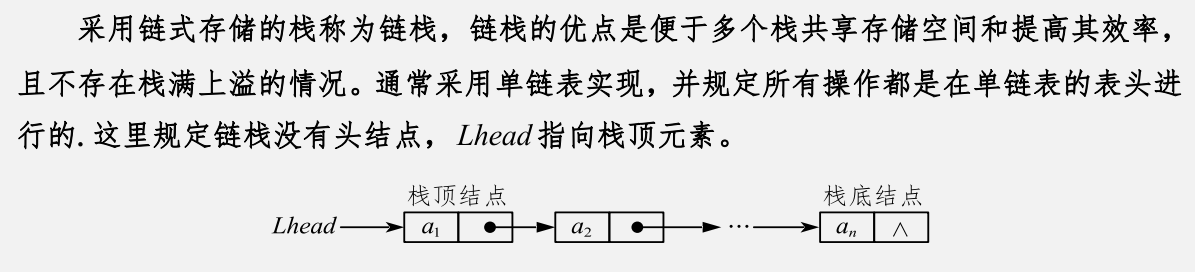 采用链式存储的栈称为链栈，链栈的优点是便于多个栈共享存储空间和提高其效率，
且不存在栈满上溢的情况。通常采用单链表实现，并规定所有操作都是在单链表的表头进
行的. 这里规定链栈没有头结点，Lhead 指向栈顶元素。
栈顶结点 栈底结点
Lhead a₁ a₂ ··· aₙ ∧